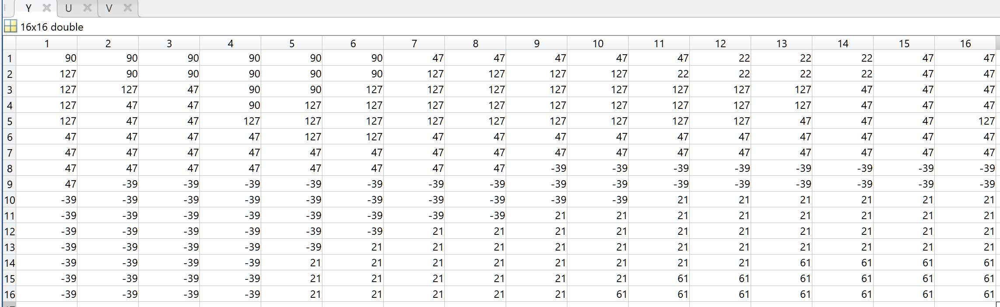 Y U V
16x16 double
1 2 3 4 5 6 7 8 9 10 11 12 13 14 15 16
1 90 90 90 90 90 90 47 47 47 47 47 22 22 22 47 47
2 127 90 90 90 90 90 127 127 127 127 22 22 22 22 47 47
3 127 127 47 90 90 127 127 127 127 127 127 127 127 47 47 47
4 127 47 47 90 127 127 127 127 127 127 127 127 127 47 47 47
5 127 47 47 127 127 127 127 127 127 127 127 127 47 47 47 127
6 47 47 47 47 127 127 47 47 47 47 47 47 47 47 47 47
7 47 47 47 47 47 47 47 47 47 47 47 47 47 47 47 47
8 47 47 47 47 47 47 47 47 -39 -39 -39 -39 -39 -39 -39 -39
9 47 -39 -39 -39 -39 -39 -39 -39 -39 -39 -39 -39 -39 -39 -39 -39
10 -39 -39 -39 -39 -39 -39 -39 -39 -39 -39 21 21 21 21 21 21
11 -39 -39 -39 -39 -39 -39 -39 -39 21 21 21 21 21 21 21 21
12 -39 -39 -39 -39 -39 -39 21 21 21 21 21 21 21 21 21 21
13 -39 -39 -39 -39 -39 21 21 21 21 21 21 21 21 21 21 21
14 -39 -39 -39 -39 21 21 21 21 21 21 21 21 61 61 61 61
15 -39 -39 -39 -39 21 21 21 21 21 21 61 61 61 61 61 61
16 -39 -39 -39 -39 21 21 21 21 21 61 61 61 61 61 61 61